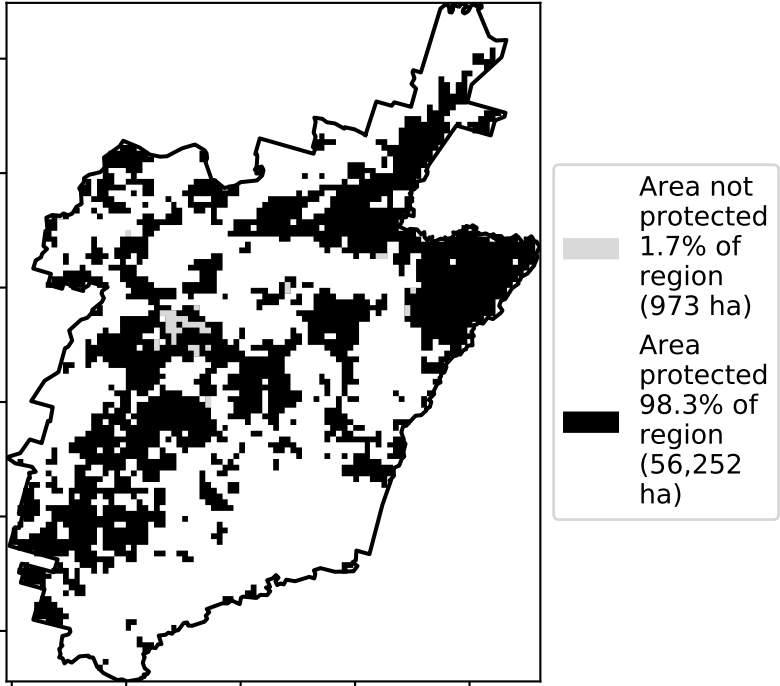 Area not
protected
1.7% of
region
(973 ha)
Area
protected
98.3% of
region
(56,252
ha)